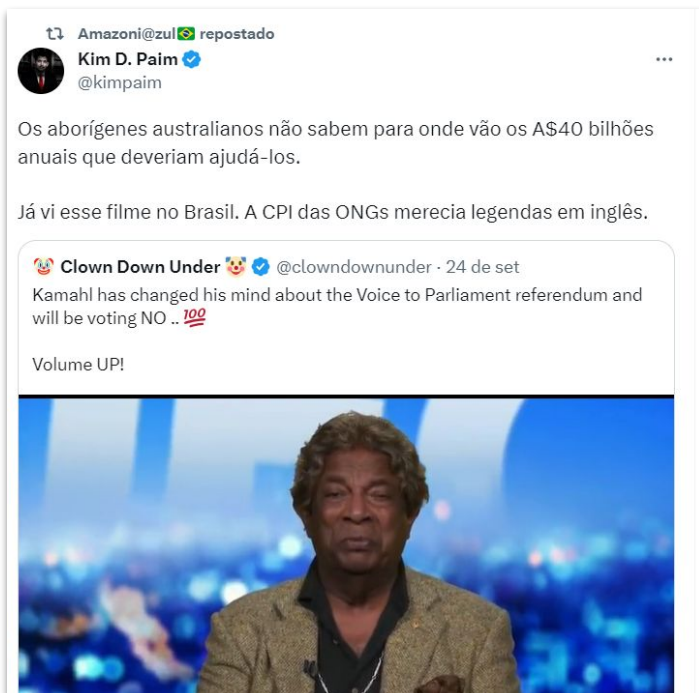 Amazoni@zul🇧🇷 repostado
Kim D. Paim
@kimpaim
Os aborígenes australianos não sabem para onde vão os A$40 bilhões
anuais que deveriam ajudá-los.
Já vi esse filme no Brasil. A CPI das ONGs merecia legendas em inglês.
🤡 Clown Down Under 🤡 @clowndownunder · 24 de set
Kamahl has changed his mind about the Voice to Parliament referendum and
will be voting NO .. 💯
Volume UP!